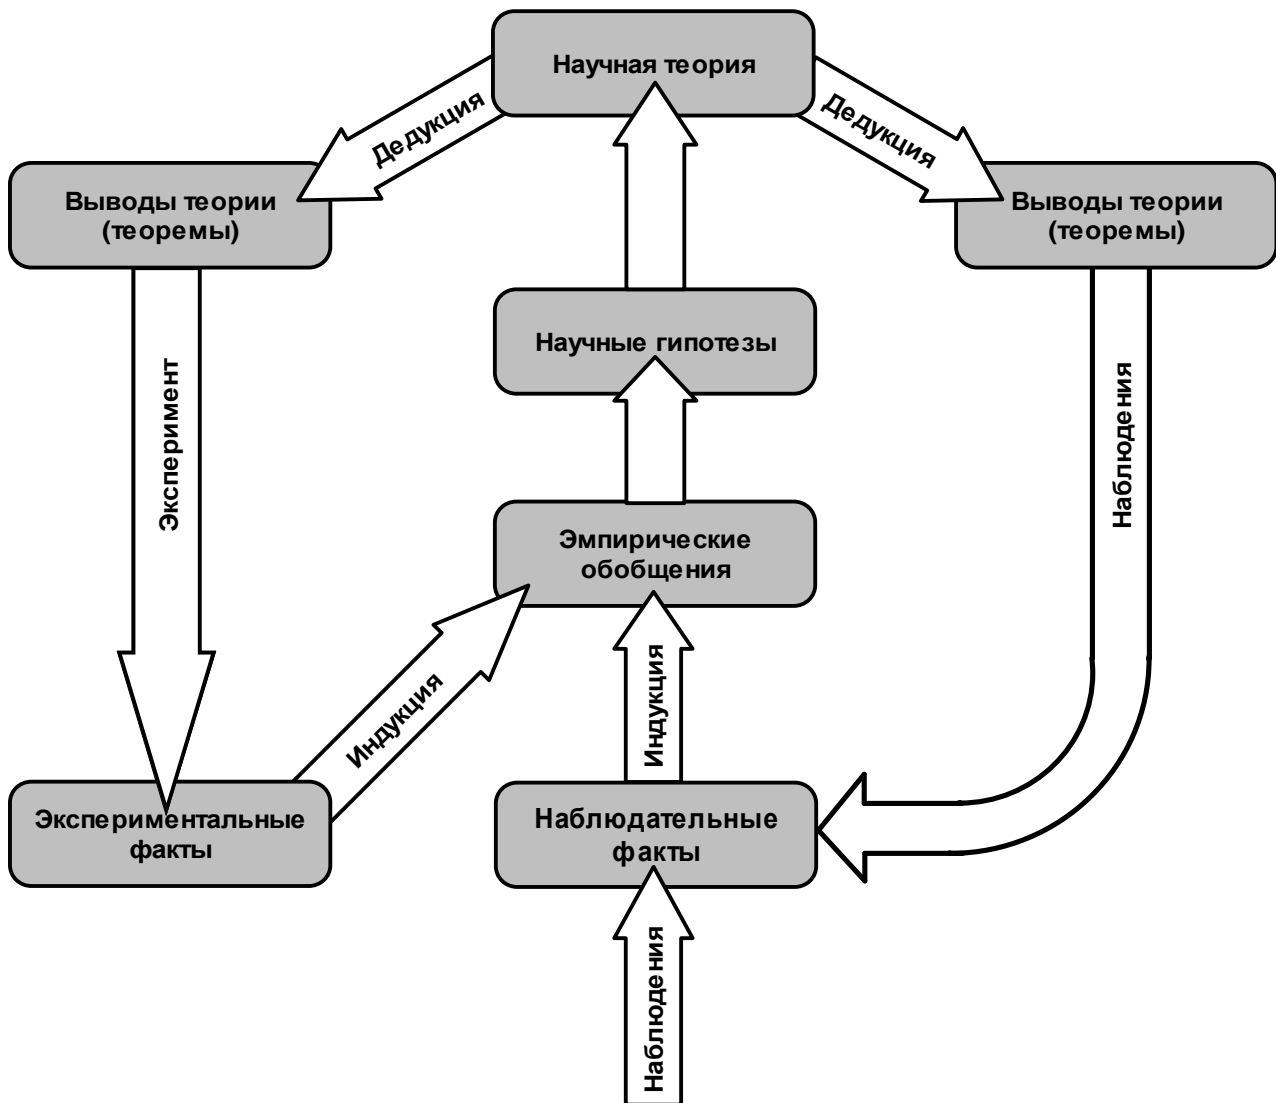 Научная теория
Дедукция
Дедукция
Выводы теории
(теоремы)
Выводы теории
(теоремы)
Научные гипотезы
Эксперимент
Наблюдения
Эмпирические
обобщения
Индукция
Индукция
Экспериментальные
факты
Наблюдательные
факты
Наблюдения